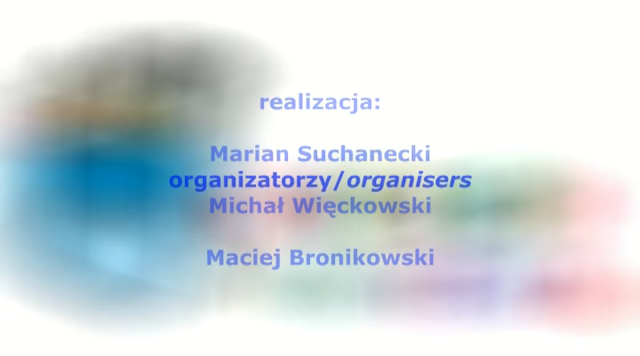 realizacja:
Marian Suchanecki
organizatorzy/organisers
Michał Więckowski
Maciej Bronikowski